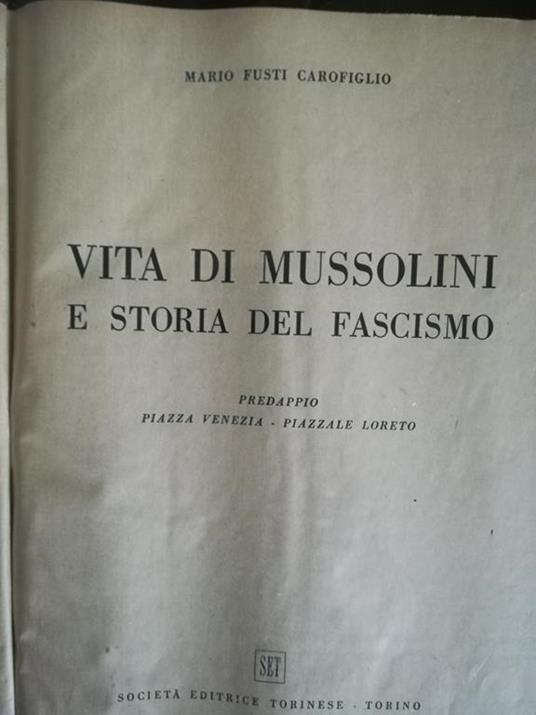 MARIO FUSTI CAROFIGLIO
VITA DI MUSSOLINI
E STORIA DEL FASCISMO
PREDAPPIO
PIAZZA VENEZIA - PIAZZALE LORETO
SET
SOCIETÀ EDITRICE TORINESE - TORINO